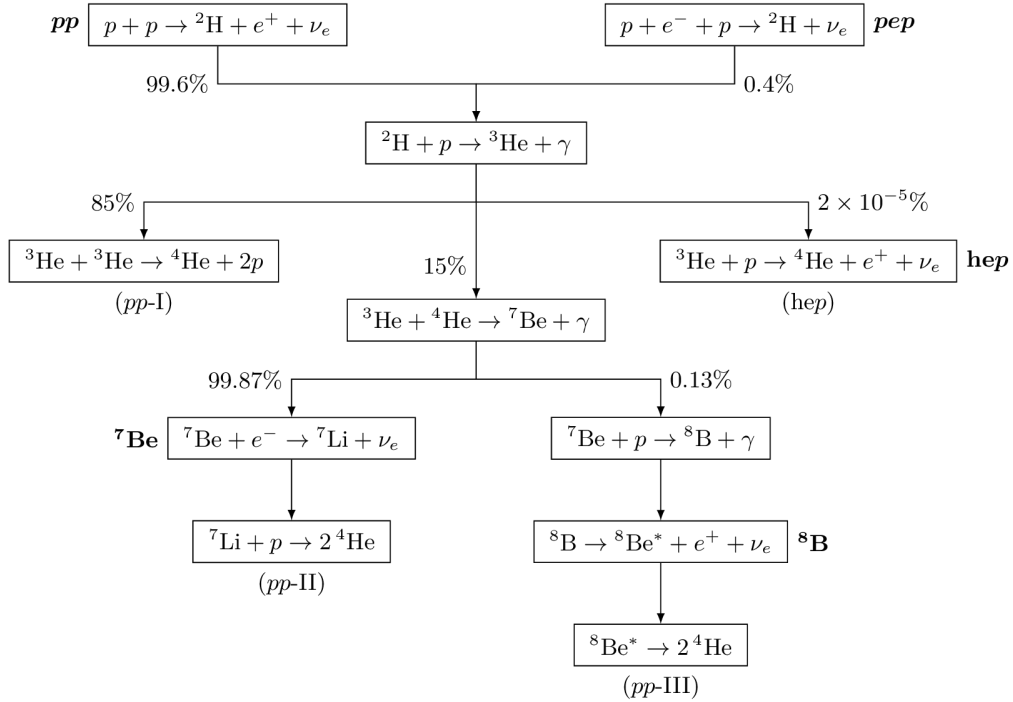 pp p + p → ²H + e⁺ + νₑ p + e⁻ + p → ²H + νₑ pep
99.6% 0.4%
²H + p → ³He + γ
85% 2 × 10⁻⁵%
³He + ³He → ⁴He + 2p ³He + p → ⁴He + e⁺ + νₑ hep
15%
(pp-I) (hep)
³He + ⁴He → ⁷Be + γ
99.87% 0.13%
⁷Be ⁷Be + e⁻ → ⁷Li + νₑ ⁷Be + p → ⁸B + γ
⁷Li + p → 2 ⁴He ⁸B → ⁸Be* + e⁺ + νₑ ⁸B
(pp-II)
⁸Be* → 2 ⁴He
(pp-III)